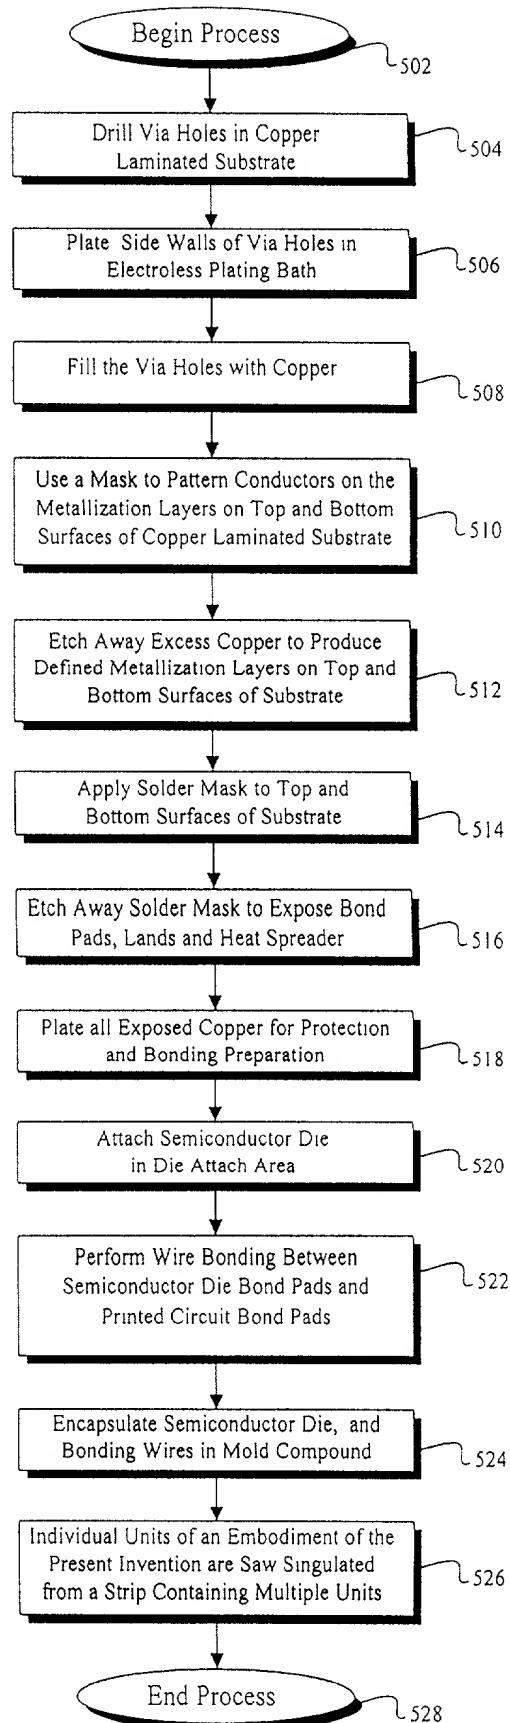 Begin Process
502
Drill Via Holes in Copper
Laminated Substrate
504
Plate Side Walls of Via Holes in
Electroless Plating Bath
506
Fill the Via Holes with Copper
508
Use a Mask to Pattern Conductors on the
Metallization Layers on Top and Bottom
Surfaces of Copper Laminated Substrate
510
Etch Away Excess Copper to Produce
Defined Metallization Layers on Top and
Bottom Surfaces of Substrate
512
Apply Solder Mask to Top and
Bottom Surfaces of Substrate
514
Etch Away Solder Mask to Expose Bond
Pads, Lands and Heat Spreader
516
Plate all Exposed Copper for Protection
and Bonding Preparation
518
Attach Semiconductor Die
in Die Attach Area
520
Perform Wire Bonding Between
Semiconductor Die Bond Pads and
Printed Circuit Bond Pads
522
Encapsulate Semiconductor Die, and
Bonding Wires in Mold Compound
524
Individual Units of an Embodiment of the
Present Invention are Saw Singulated
from a Strip Containing Multiple Units
526
End Process
528